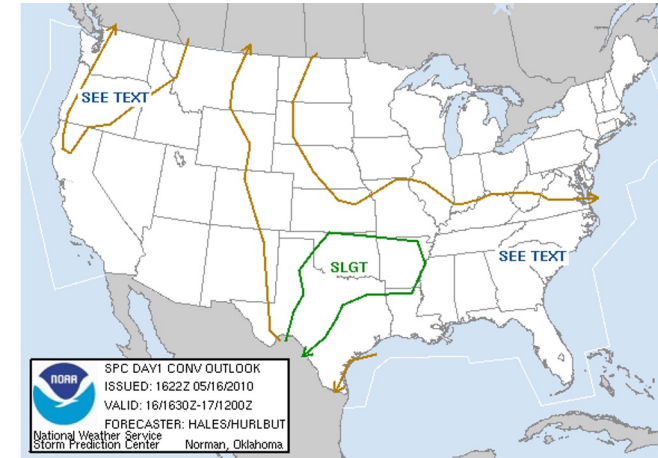 SEE TEXT
SLGT
SEE TEXT
NOAA
SPC DAY1 CONV OUTLOOK
ISSUED: 1622Z 05/16/2010
VALID: 16/1630Z-17/1200Z
FORECASTER: HALES/HURLBUT
National Weather Service
Storm Prediction Center Norman, Oklahoma